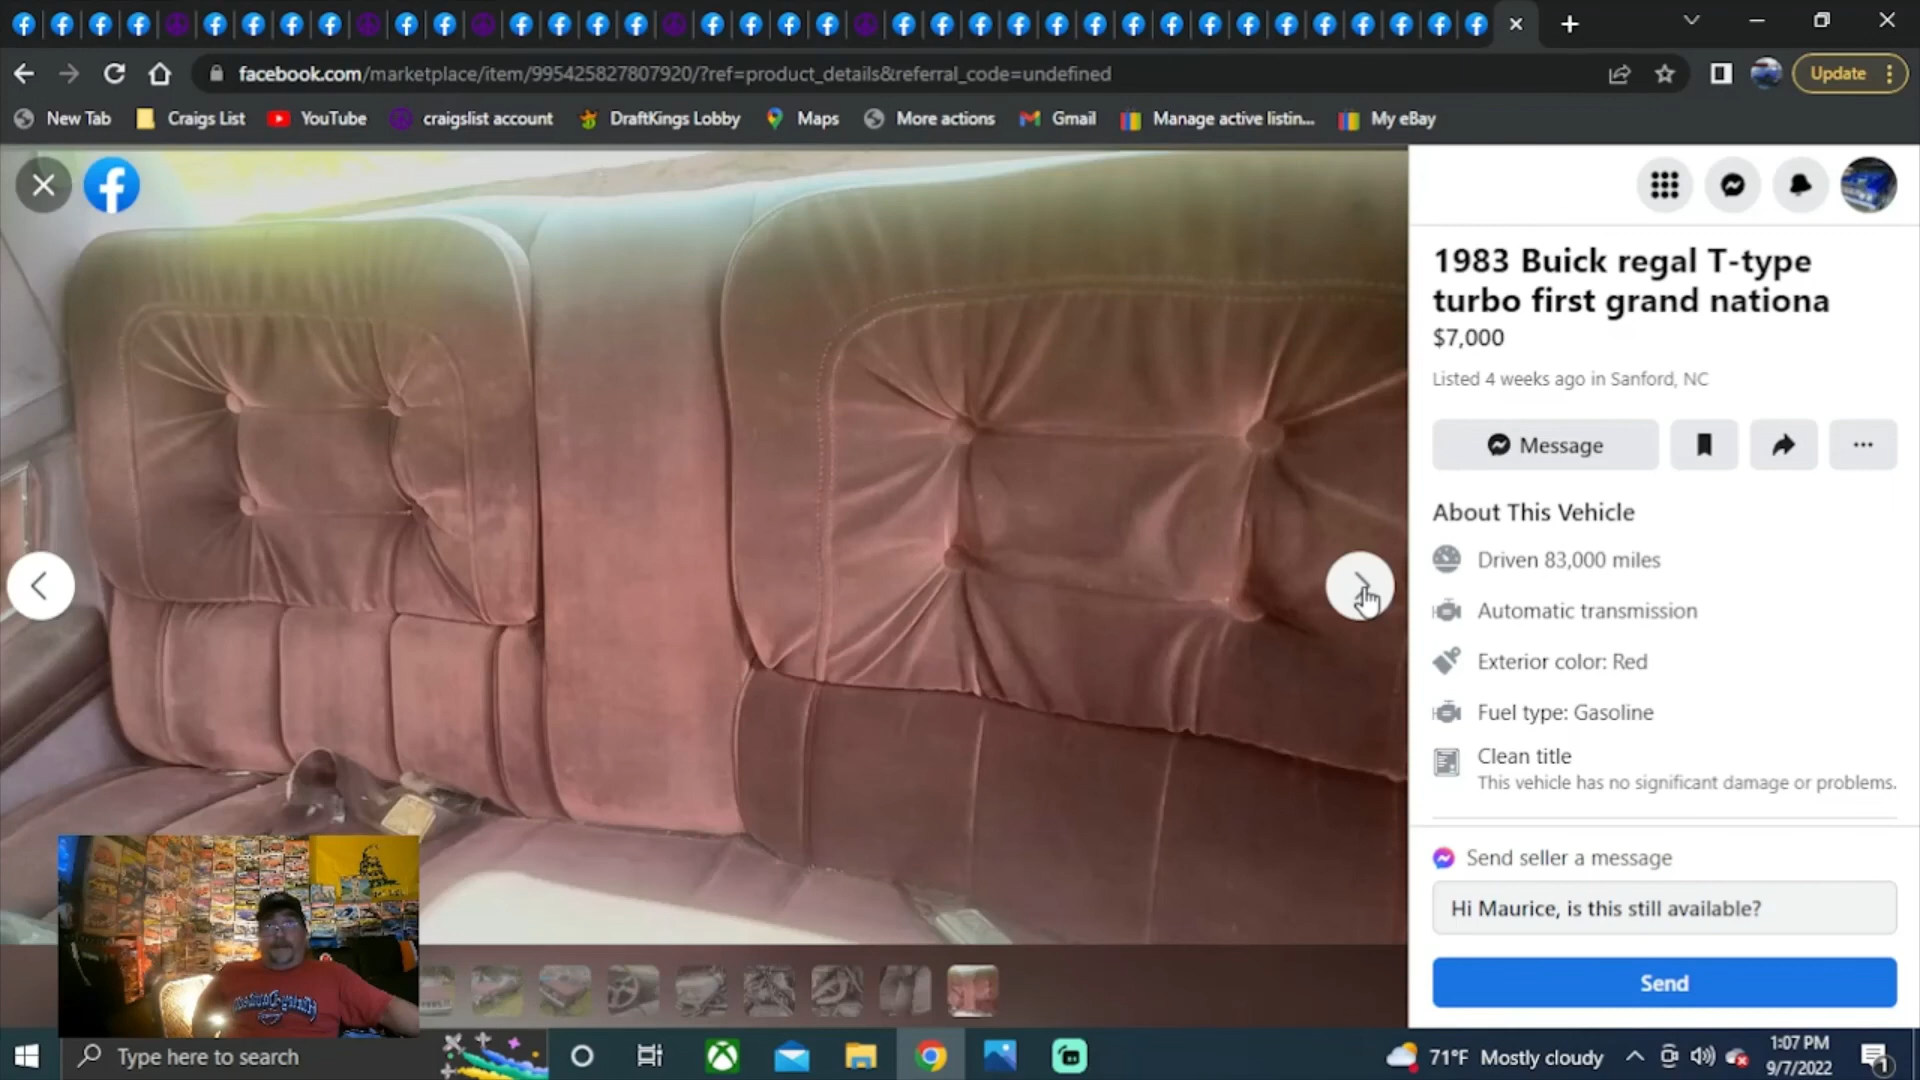 facebook.com/marketplace/item/995425827807920/?ref=product_details&referral_code=undefined
Update
New Tab
Craigs List
YouTube
craigslist account
DraftKings Lobby
Maps
More actions
Gmail
Manage active listin...
My eBay
1983 Buick regal T-type
turbo first grand nationa
$7,000
Listed 4 weeks ago in Sanford, NC
Message
About This Vehicle
Driven 83,000 miles
Automatic transmission
Exterior color: Red
Fuel type: Gasoline
Clean title
This vehicle has no significant damage or problems.
Send seller a message
Hi Maurice, is this still available?
Send
Type here to search
71°F Mostly cloudy
1:07 PM
9/7/2022
1